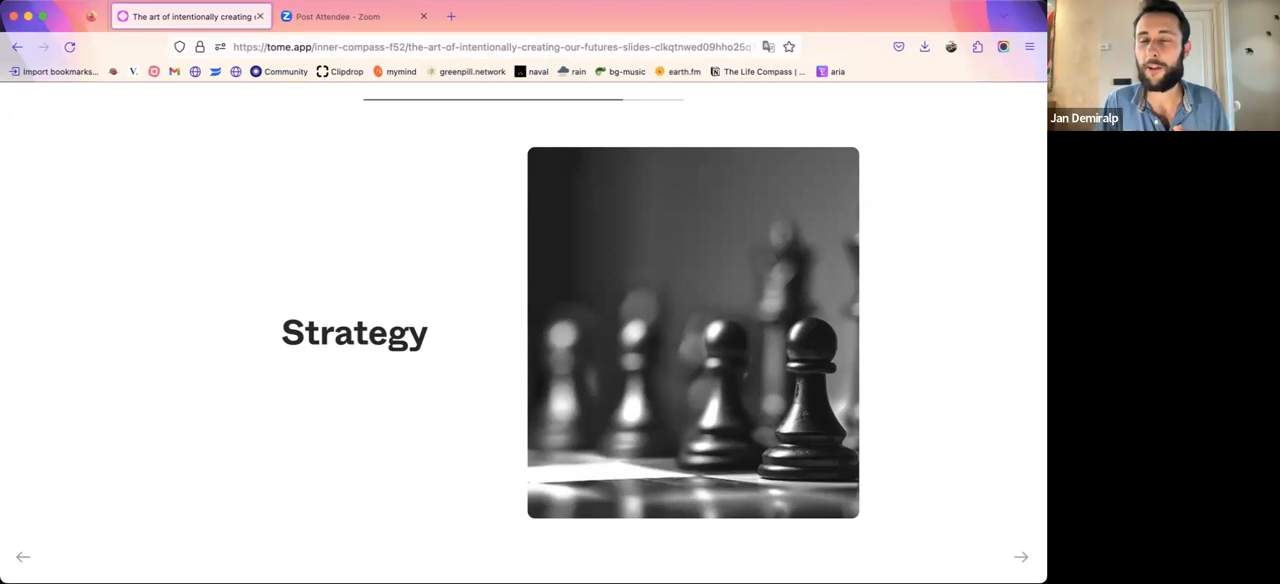 The art of intentionally creating
Post Attendee - Zoom
https://tome.app/inner-compass-f52/the-art-of-intentionally-creating-our-futures-slides-clkqtnwed09hho25q
Import bookmarks...
Community
Clipdrop
mymind
greenpill.network
naval
rain
bg-music
earth.fm
The Life Compass | ...
aria
Jan Demiralp
Strategy